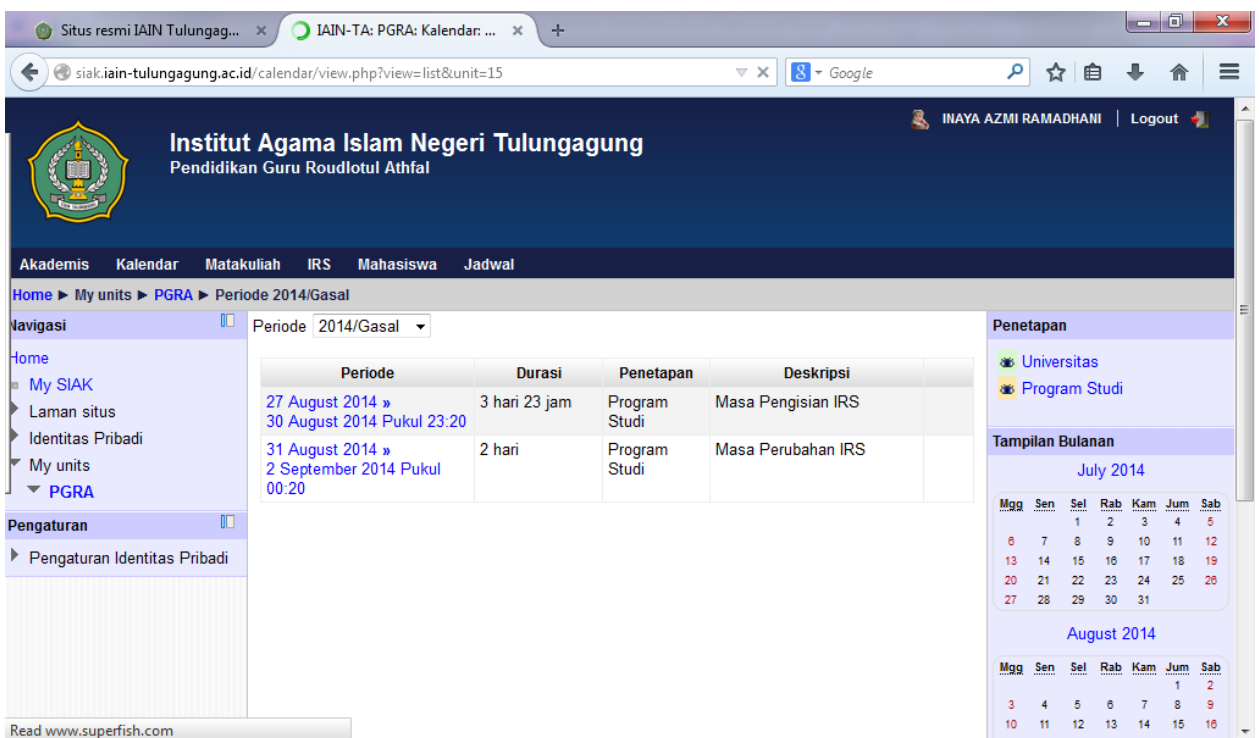 Situs resmi IAIN Tulungag...
IAIN-TA: PGRA: Kalendar: ...
siak.iain-tulungagung.ac.id/calendar/view.php?view=list&unit=15
Google
INAYA AZMI RAMADHANI | Logout
Institut Agama Islam Negeri Tulungagung
Pendidikan Guru Roudlotul Athfal
Akademis Kalendar Matakuliah IRS Mahasiswa Jadwal
Home ► My units ► PGRA ► Periode 2014/Gasal
Navigasi
Home
My SIAK
Laman situs
Identitas Pribadi
My units
PGRA
Pengaturan
Pengaturan Identitas Pribadi
Periode 2014/Gasal
Periode Durasi Penetapan Deskripsi
27 August 2014 » 3 hari 23 jam Program Masa Pengisian IRS
30 August 2014 Pukul 23:20 Studi
31 August 2014 » 2 hari Program Masa Perubahan IRS
2 September 2014 Pukul Studi
00:20
Penetapan
Universitas
Program Studi
Tampilan Bulanan
July 2014
Mgg Sen Sel Rab Kam Jum Sab
1 2 3 4 5
6 7 8 9 10 11 12
13 14 15 16 17 18 19
20 21 22 23 24 25 26
27 28 29 30 31
August 2014
Mgg Sen Sel Rab Kam Jum Sab
1 2
3 4 5 6 7 8 9
10 11 12 13 14 15 16
Read www.superfish.com